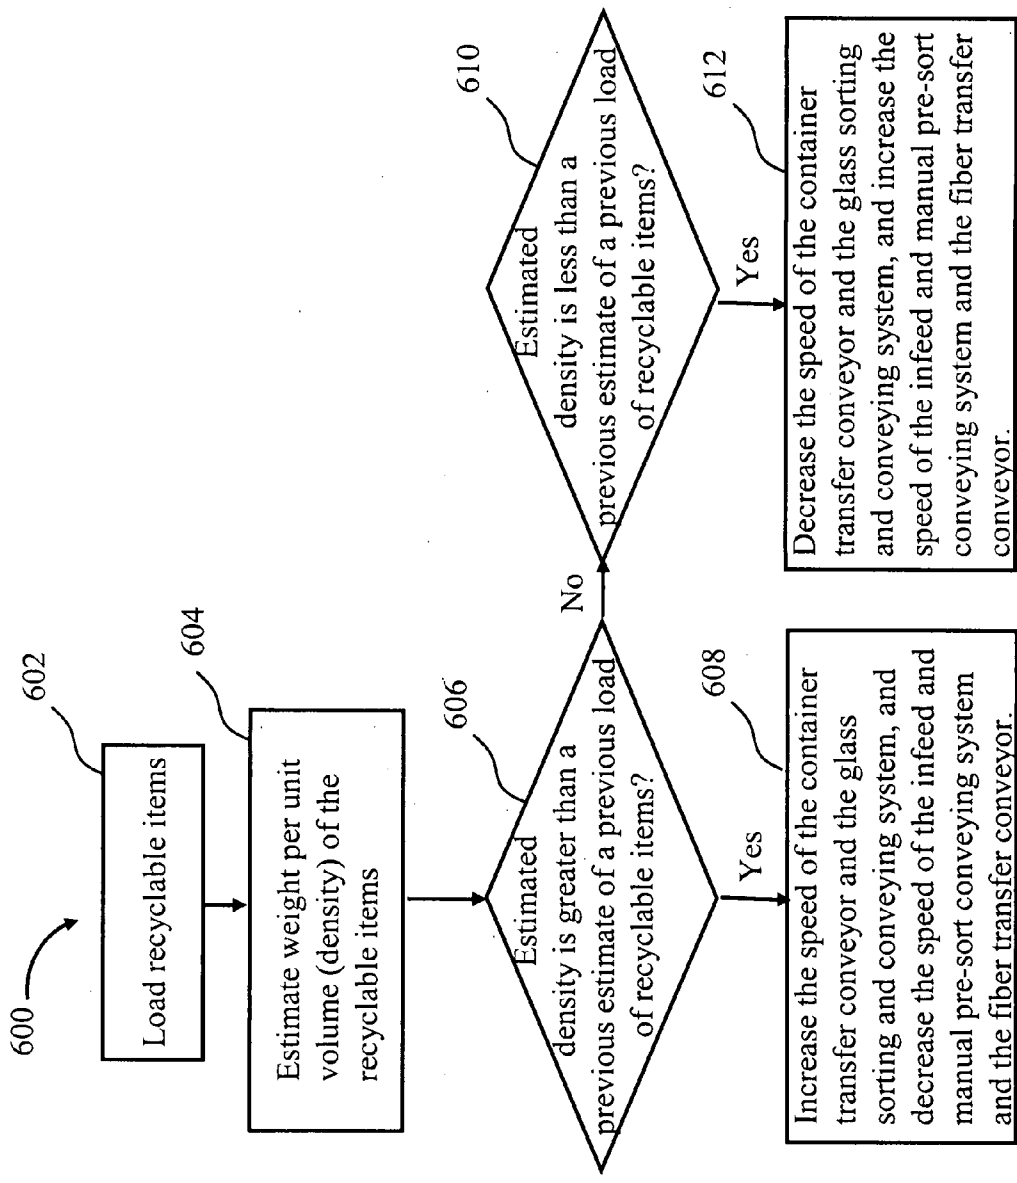 600
602
Load recyclable items
604
Estimate weight per unit
volume (density) of the
recyclable items
606
Estimated
density is greater than a
previous estimate of a previous load
of recyclable items?
No
610
Estimated
density is less than a
previous estimate of a previous load
of recyclable items?
Yes
608
Increase the speed of the container
transfer conveyor and the glass
sorting and conveying system, and
decrease the speed of the infeed and
manual pre-sort conveying system
and the fiber transfer conveyor.
Yes
612
Decrease the speed of the container
transfer conveyor and the glass sorting
and conveying system, and increase the
speed of the infeed and manual pre-sort
conveying system and the fiber transfer
conveyor.